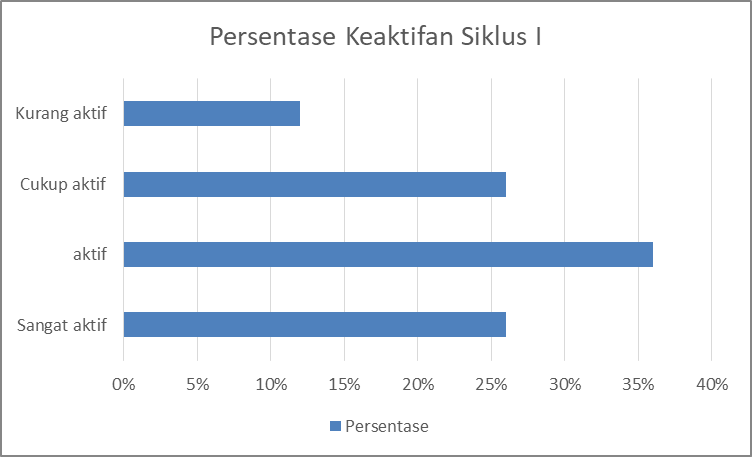 Persentase Keaktifan Siklus I
Kurang aktif
Cukup aktif
aktif
Sangat aktif
0% 5% 10% 15% 20% 25% 30% 35% 40%
Persentase